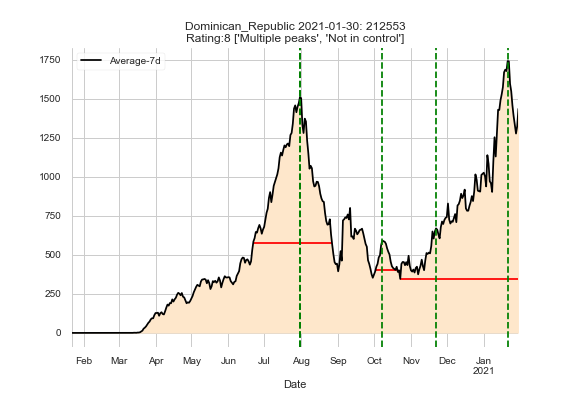 Dominican_Republic 2021-01-30: 212553
Rating:8 ['Multiple peaks', 'Not in control']
Average-7d
1750
1500
1250
1000
750
500
250
0
Feb Mar Apr May Jun Jul Aug Sep Oct Nov Dec Jan
2021
Date